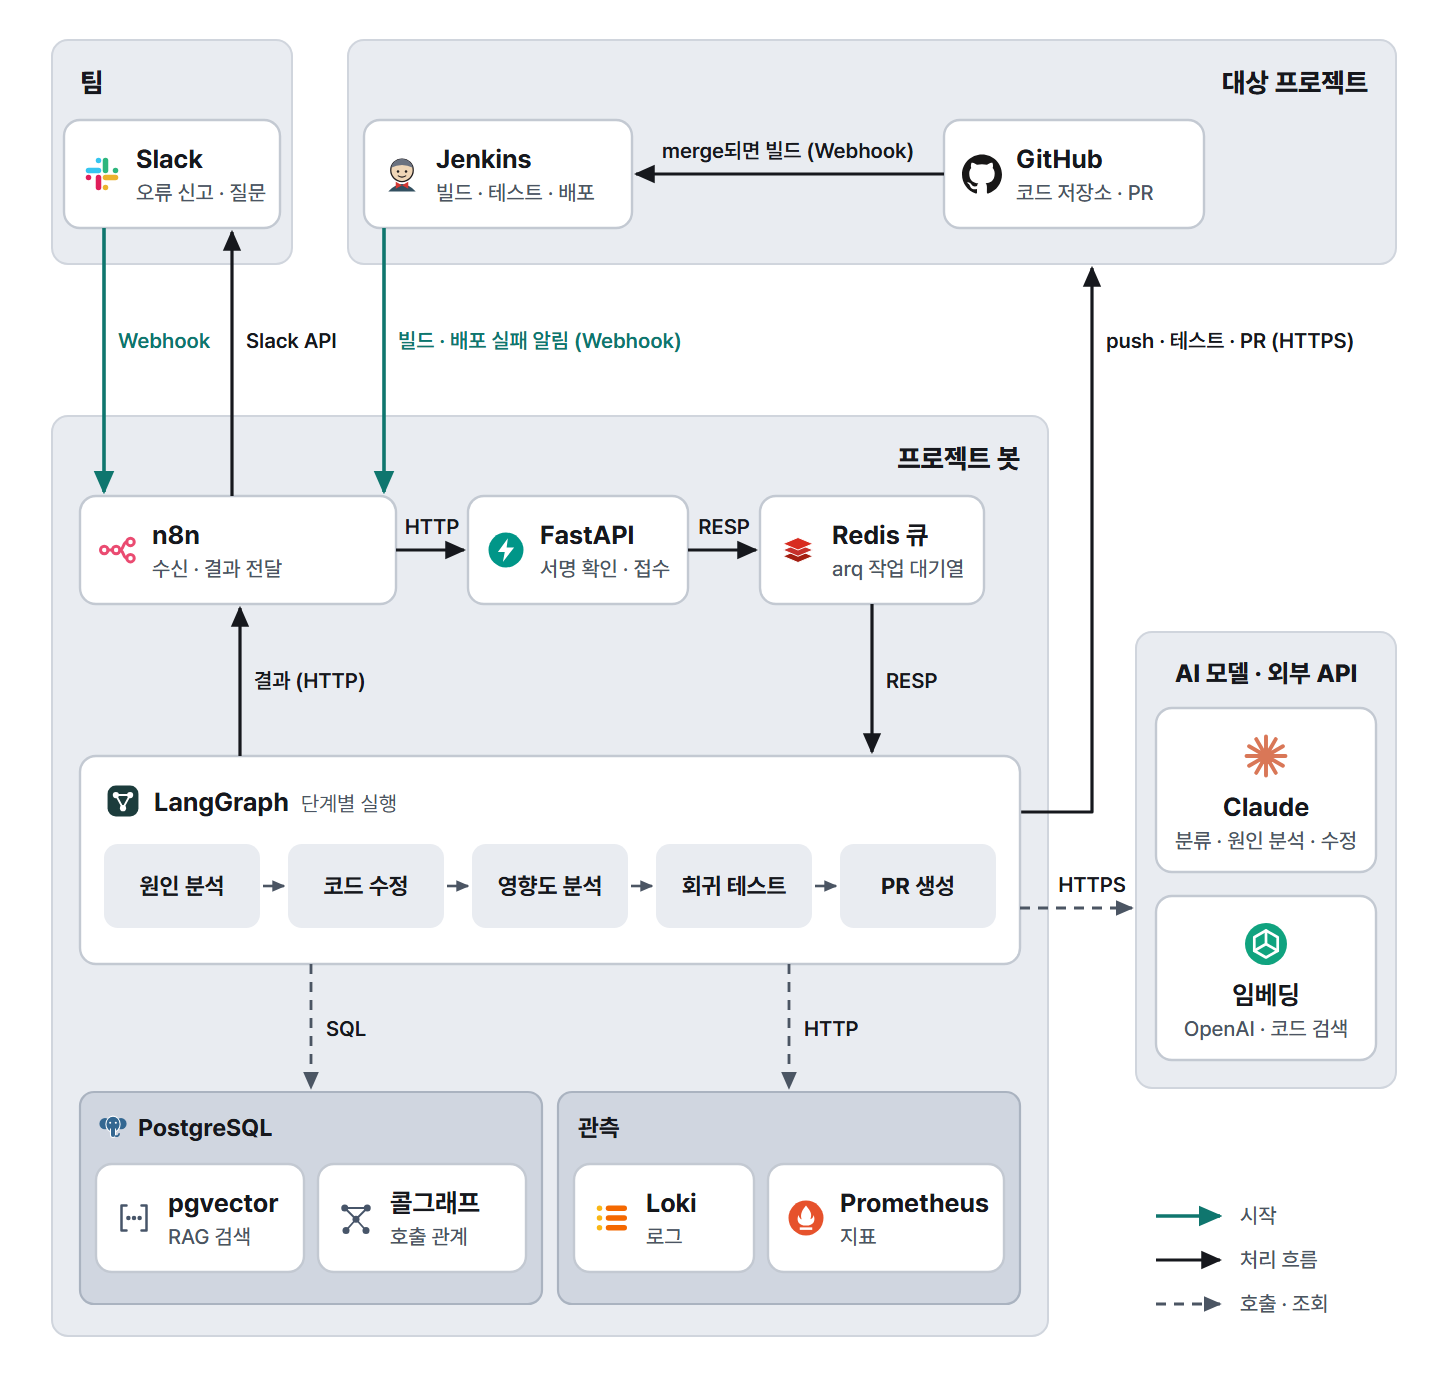 팀
Slack
오류 신고 · 질문
대상 프로젝트
Jenkins
빌드 · 테스트 · 배포
merge되면 빌드 (Webhook)
GitHub
코드 저장소 · PR
Webhook
Slack API
빌드 · 배포 실패 알림 (Webhook)
push · 테스트 · PR (HTTPS)
프로젝트 봇
n8n
수신 · 결과 전달
HTTP
FastAPI
서명 확인 · 접수
RESP
Redis 큐
arq 작업 대기열
결과 (HTTP)
RESP
LangGraph 단계별 실행
원인 분석
코드 수정
영향도 분석
회귀 테스트
PR 생성
HTTPS
AI 모델 · 외부 API
Claude
분류 · 원인 분석 · 수정
임베딩
OpenAI · 코드 검색
SQL
HTTP
PostgreSQL
pgvector
RAG 검색
콜그래프
호출 관계
관측
Loki
로그
Prometheus
지표
시작
처리 흐름
호출 · 조회